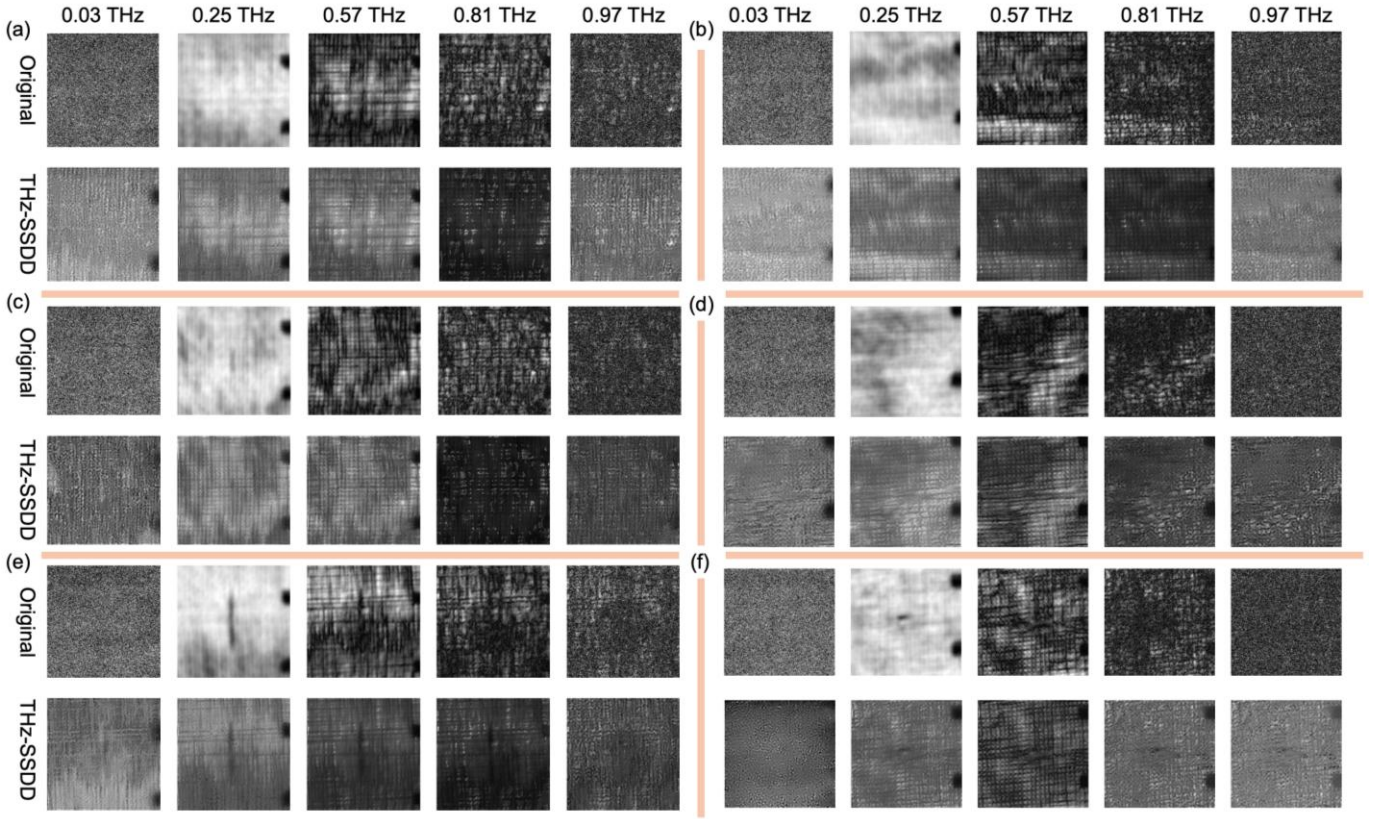 0.03 THz 0.25 THz 0.57 THz 0.81 THz 0.97 THz 0.03 THz 0.25 THz 0.57 THz 0.81 THz 0.97 THz
(a) (b)
Original
THz-SSDD
(c) (d)
Original
THz-SSDD
(e) (f)
Original
THz-SSDD